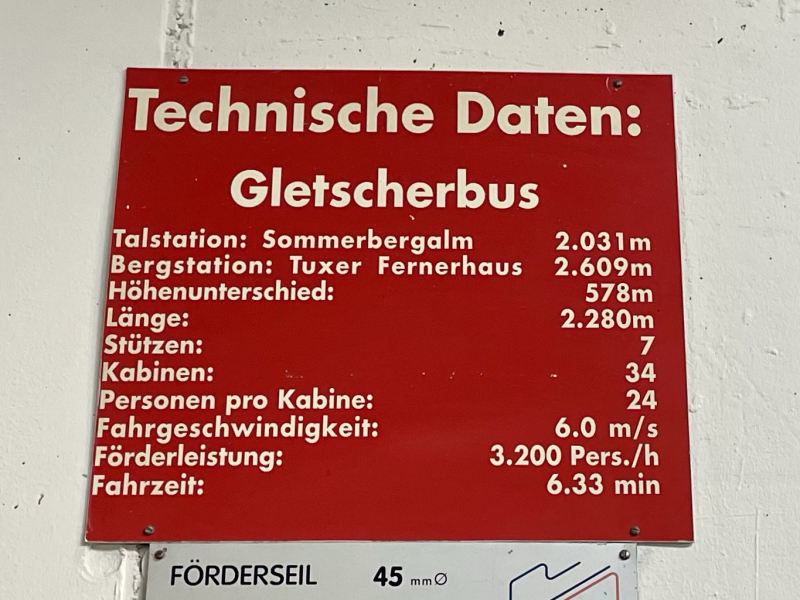 Technische Daten:
Gletscherbus
Talstation: Sommerbergalm 2.031m
Bergstation: Tuxer Fernerhaus 2.609m
Höhenunterschied: 578m
Länge: 2.280m
Stützen: 7
Kabinen: 34
Personen pro Kabine: 24
Fahrgeschwindigkeit: 6.0 m/s
Förderleistung: 3.200 Pers./h
Fahrzeit: 6.33 min
FÖRDERSEIL 45 mm Ø